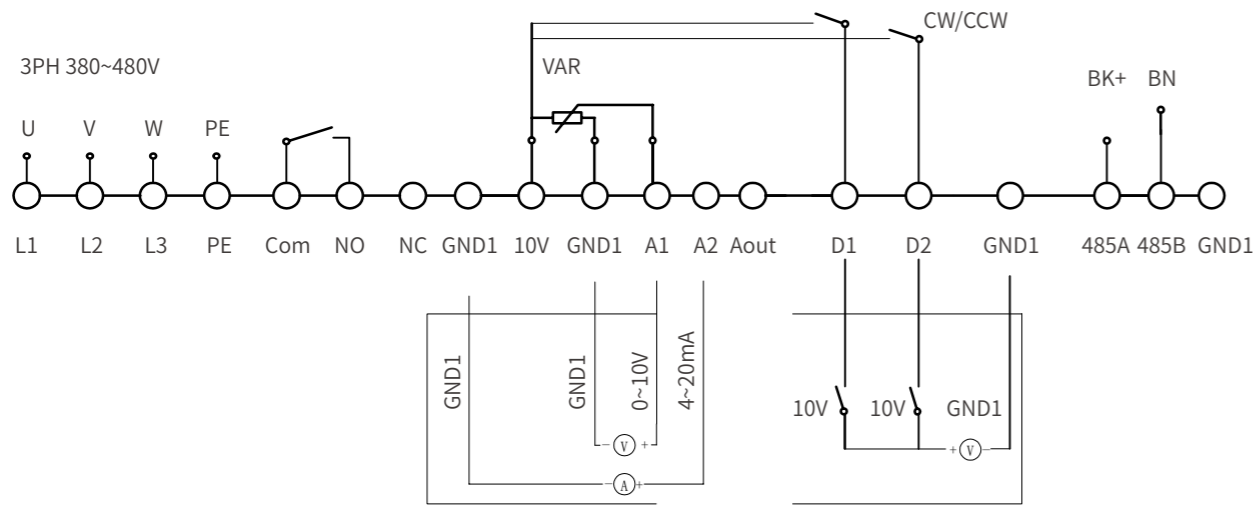 CW/CCW
3PH 380~480V
VAR
BK+ BN
U V W PE
L1 L2 L3 PE Com NO NC GND1 10V GND1 A1 A2 Aout D1 D2 GND1 485A 485B GND1
GND1
GND1
0~10V
4~20mA
10V 10V GND1
- V +
+ V -
- A +